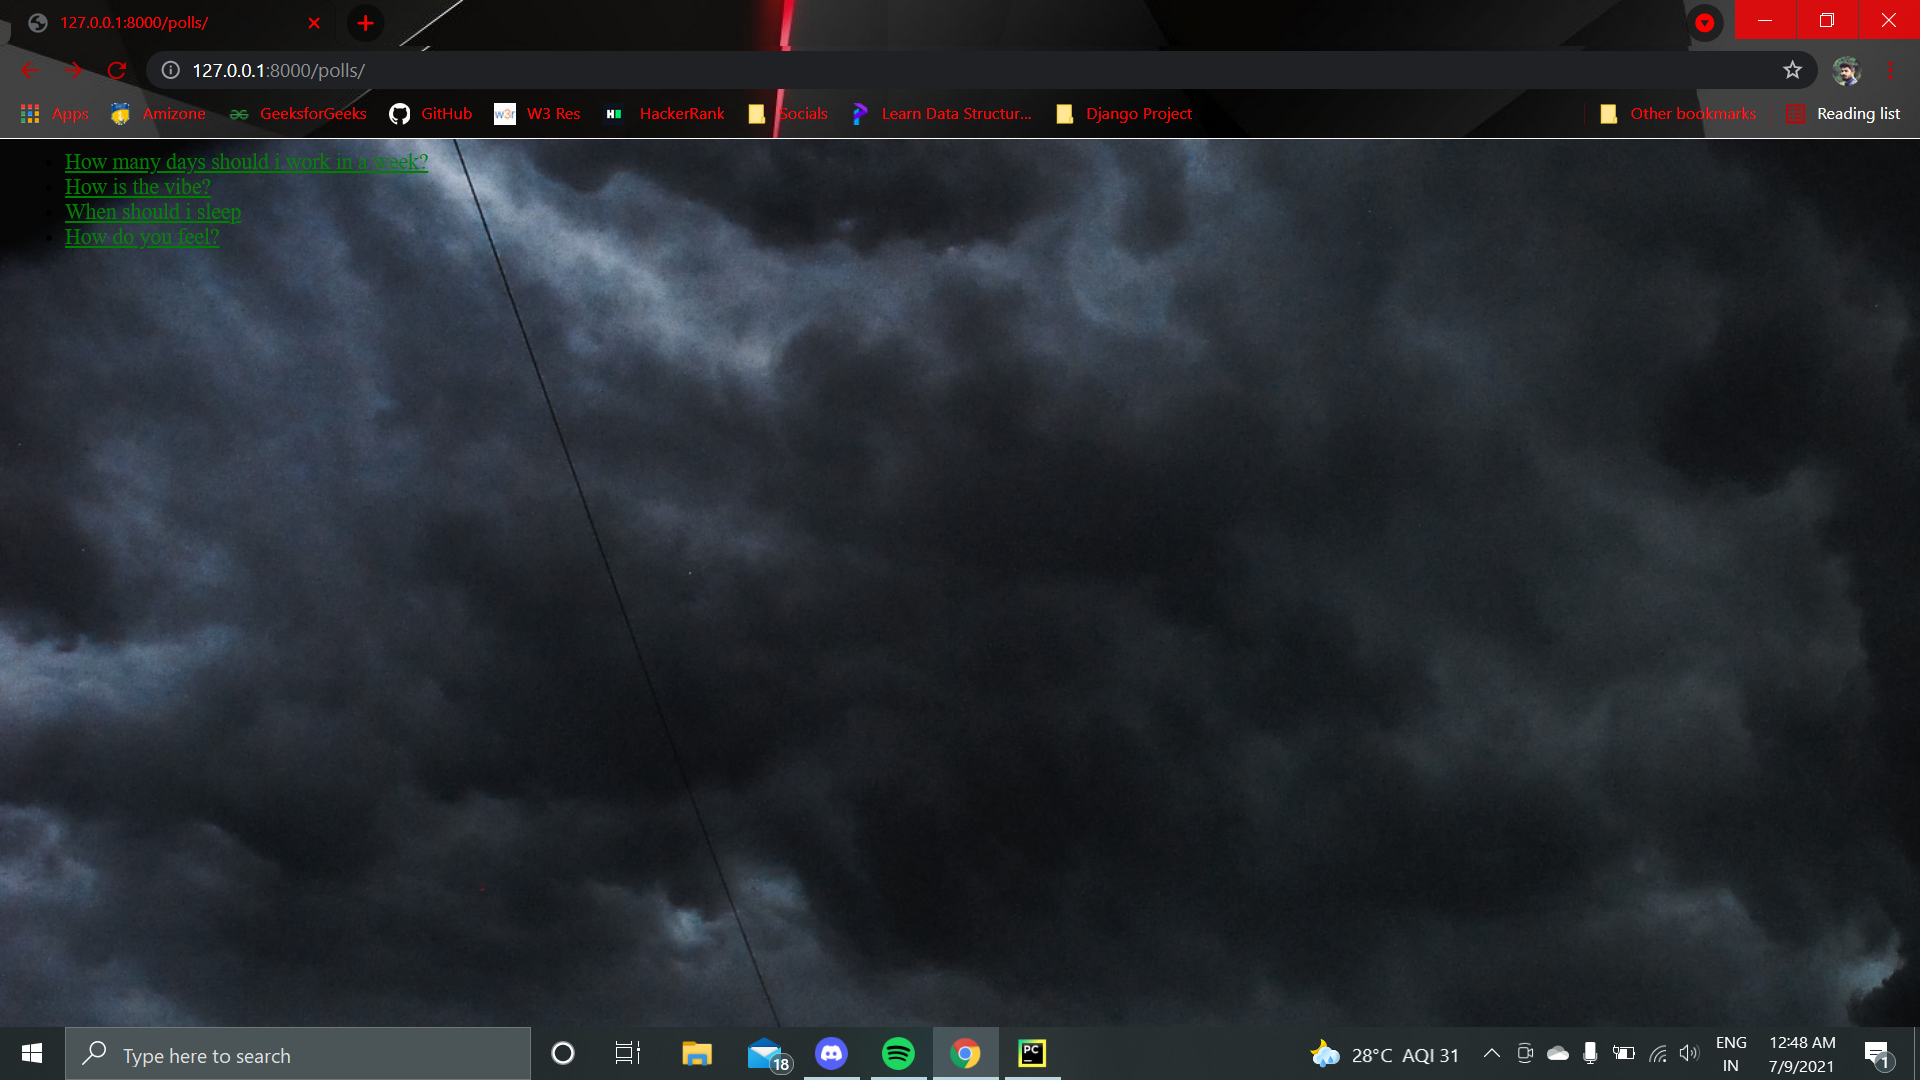 127.0.0.1:8000/polls/
127.0.0.1:8000/polls/
Apps Amizone GeeksforGeeks GitHub w3r W3 Res H HackerRank Socials Learn Data Structur... Django Project Other bookmarks Reading list
How many days should i work in a week?
How is the vibe?
When should i sleep
How do you feel?
Type here to search 18 PC 28°C AQI 31 ENG IN 12:48 AM 7/9/2021 1